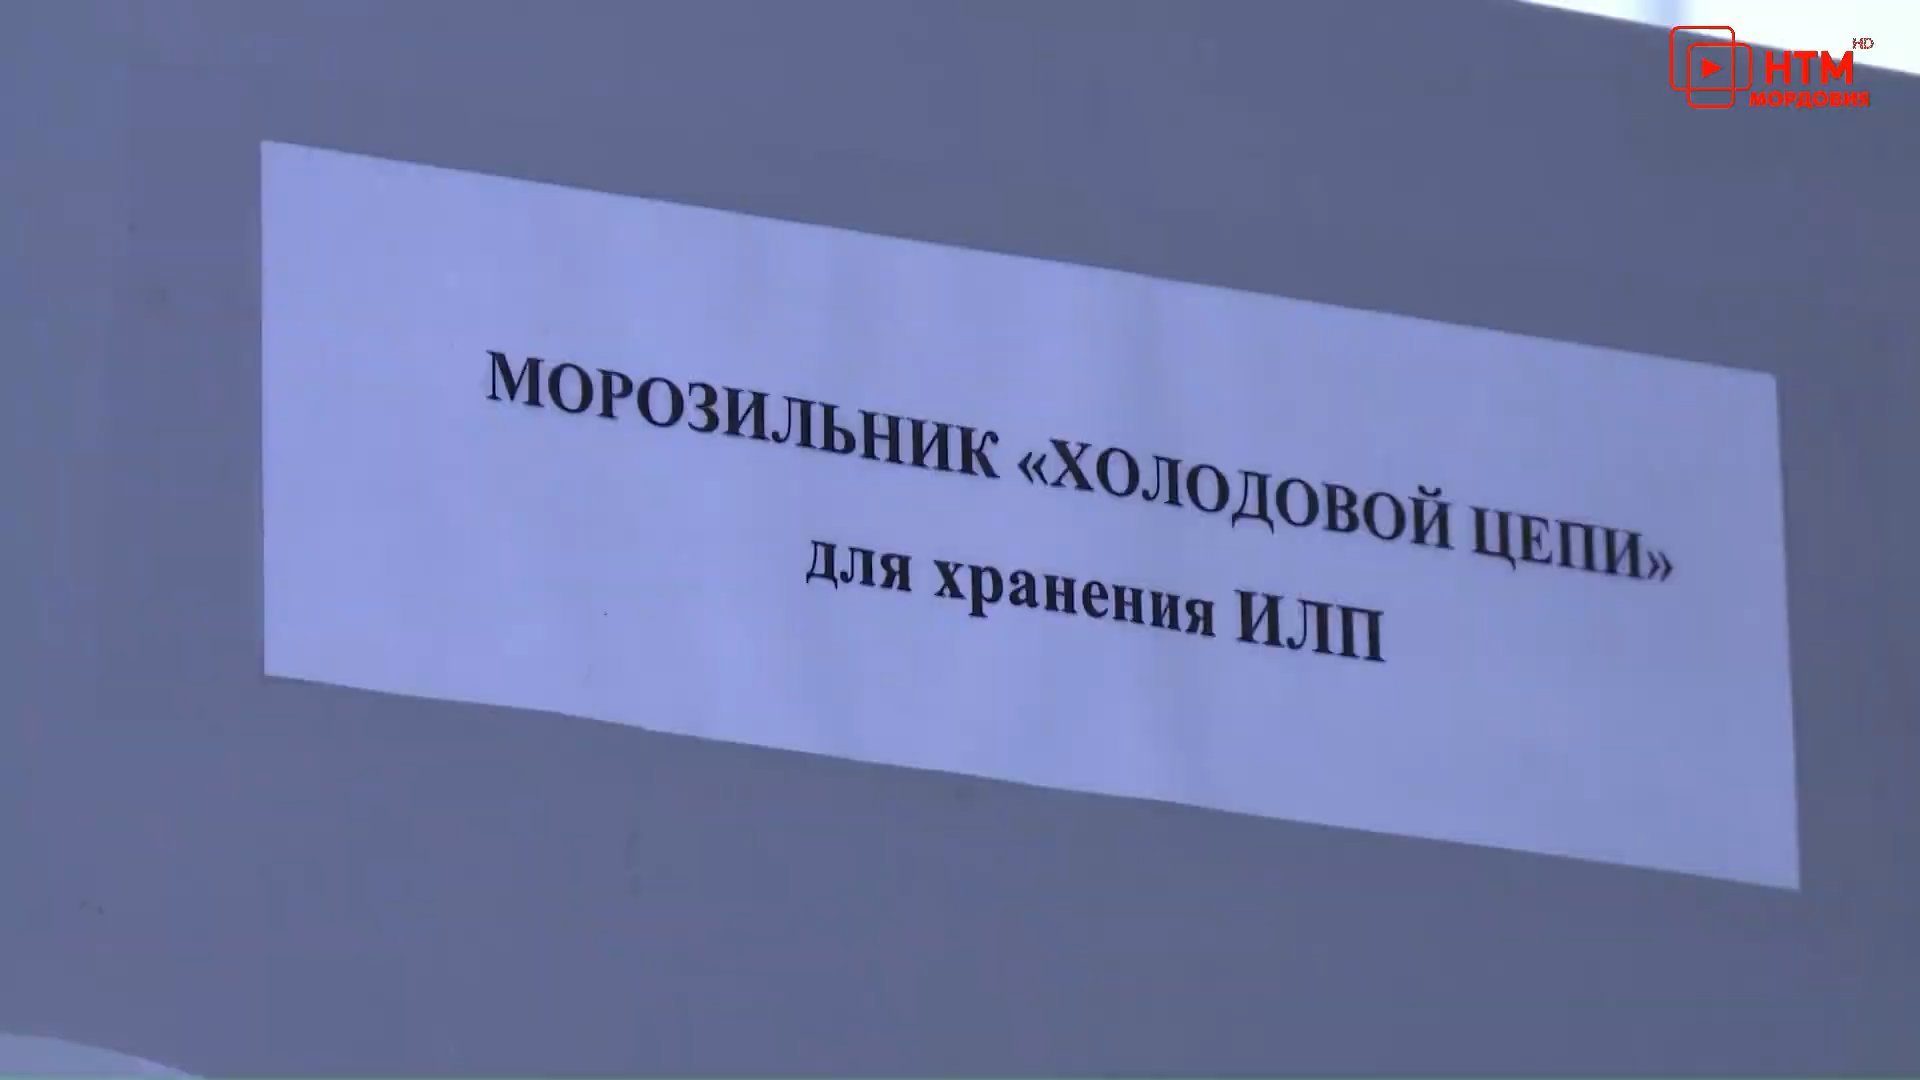 HD
НТМ
МОРДОВИЯ
МОРОЗИЛЬНИК «ХОЛОДОВОЙ ЦЕПИ»
для хранения ИЛП